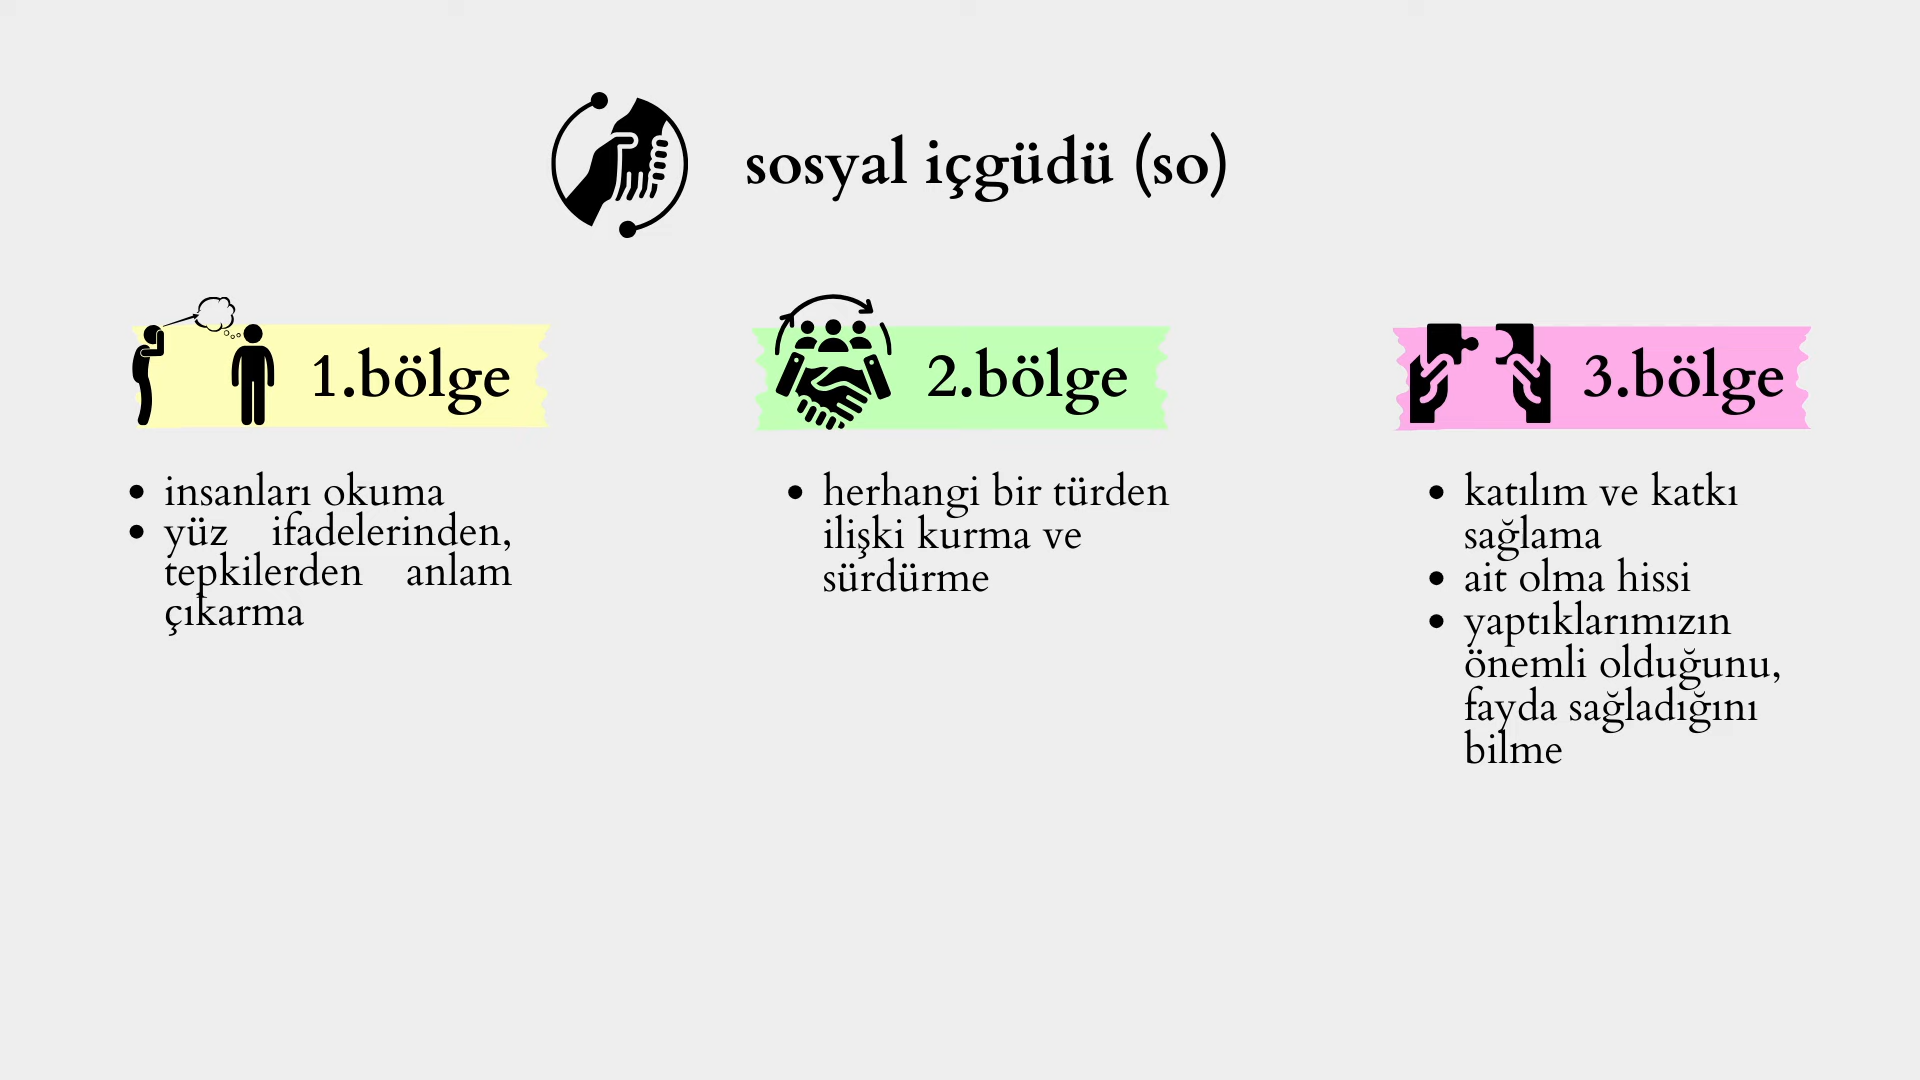 sosyal içgüdü (so)
1.bölge
• insanları okuma
• yüz ifadelerinden,
tepkilerden anlam
çıkarma
2.bölge
• herhangi bir türden
ilişki kurma ve
sürdürme
3.bölge
• katılım ve katkı
sağlama
• ait olma hissi
• yaptıklarımızın
önemli olduğunu,
fayda sağladığını
bilme